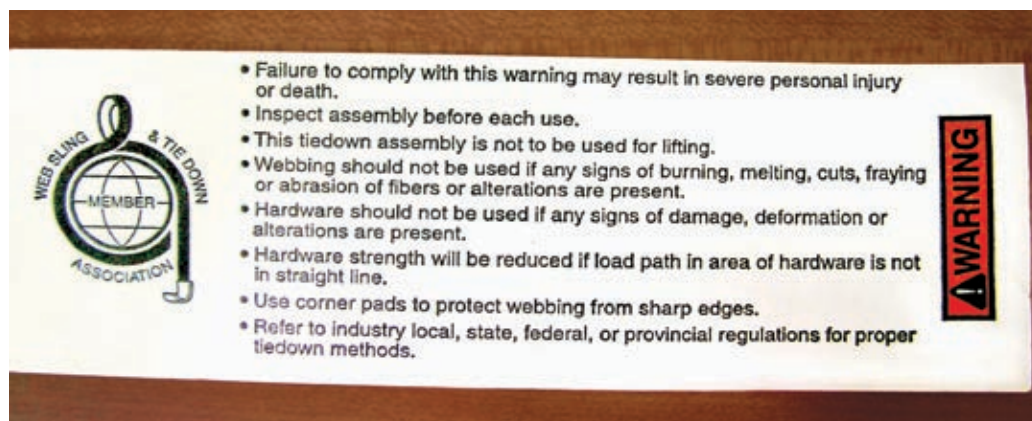 WEB SLING & TIE DOWN
MEMBER
ASSOCIATION
• Failure to comply with this warning may result in severe personal injury
or death.
• Inspect assembly before each use.
• This tiedown assembly is not to be used for lifting.
• Webbing should not be used if any signs of burning, melting, cuts, fraying
or abrasion of fibers or alterations are present.
• Hardware should not be used if any signs of damage, deformation or
alterations are present.
• Hardware strength will be reduced if load path in area of hardware is not
in straight line.
• Use corner pads to protect webbing from sharp edges.
• Refer to industry local, state, federal, or provincial regulations for proper
tiedown methods.
WARNING